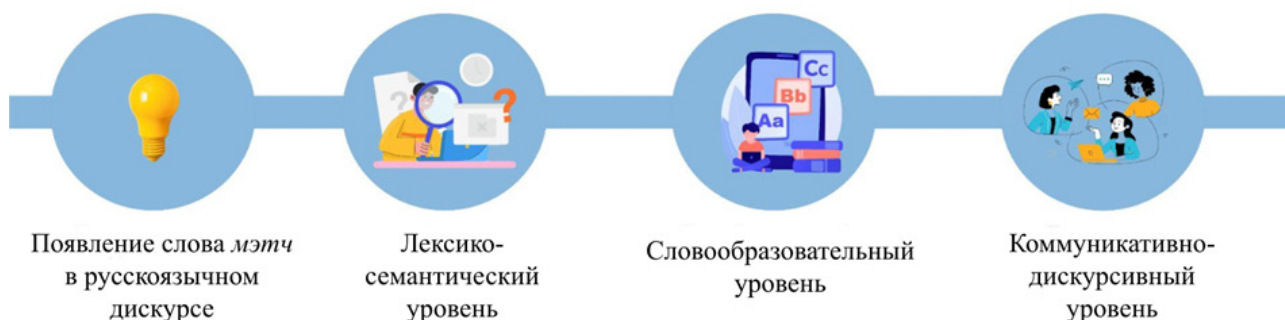 Cc
Bb
Aa
Появление слова мэтч
в русскоязычном
дискурсе
Лексико-
семантический
уровень
Словообразовательный
уровень
Коммуникативно-
дискурсивный
уровень